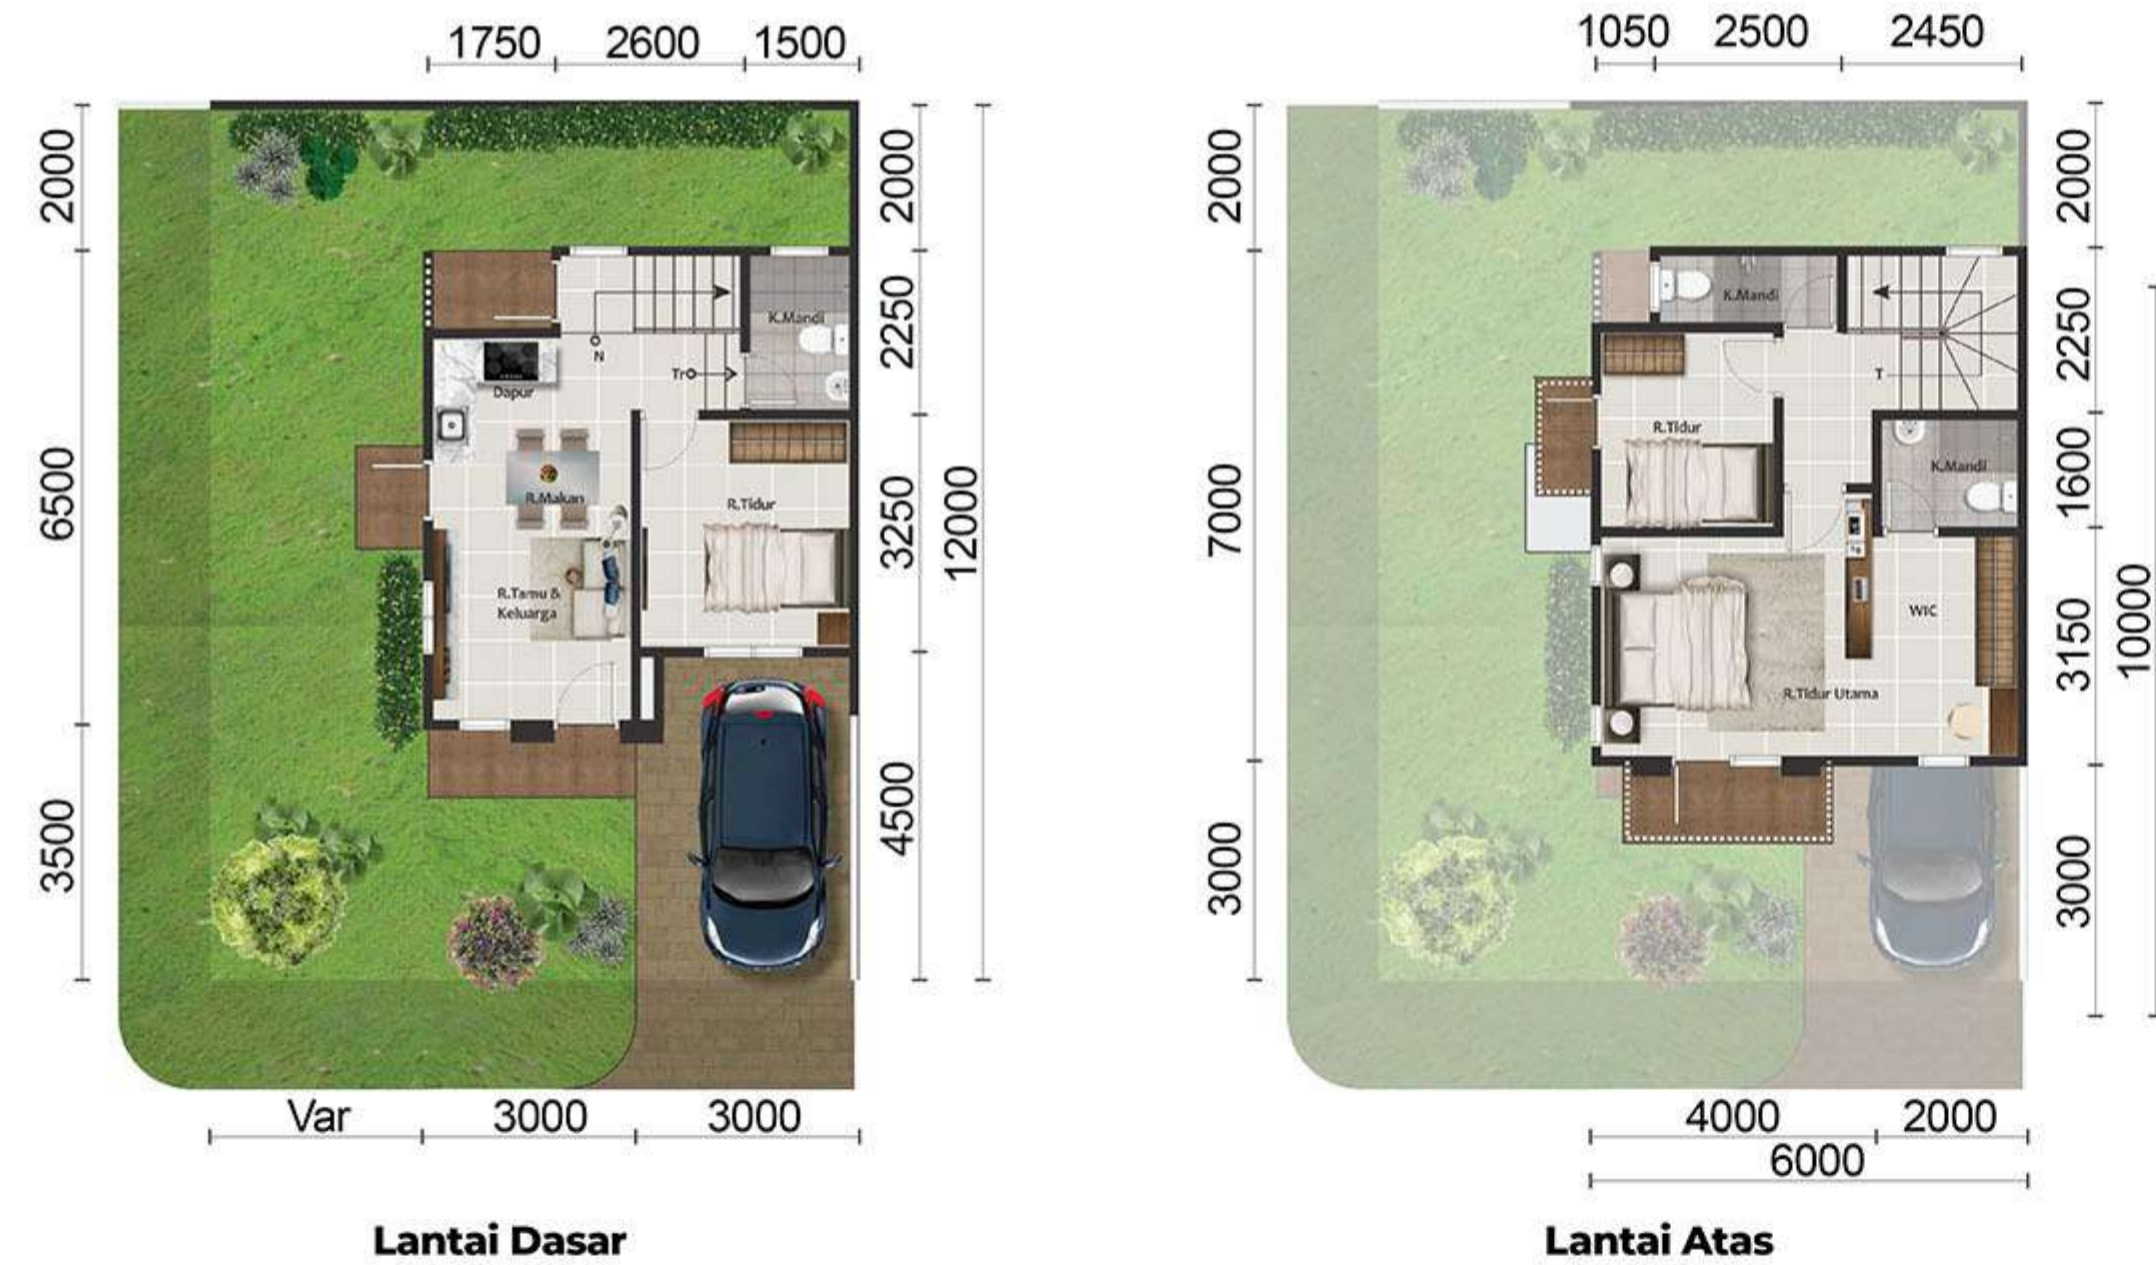 1750 2600 1500
2000
6500
3500
2000
2250
3250
4500
12000
K.Mandi
N
Tr
Dapur
R.Makan
R.Tidur
R.Tamu &
Keluarga
Var 3000 3000
Lantai Dasar
1050 2500 2450
2000
7000
3000
2000
2250
1600
3150
3000
10000
K.Mandi
T
R.Tidur
K.Mandi
WIC
R.Tidur Utama
4000 2000
6000
Lantai Atas